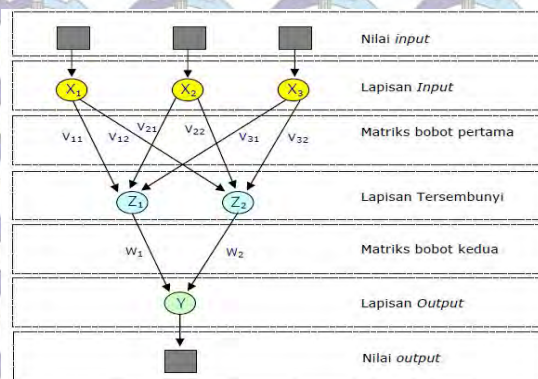 Nilai input
X1 X2 X3
Lapisan Input
V11 V12 V21 V22 V31 V32
Matriks bobot pertama
Z1 Z2
Lapisan Tersembunyi
W1 W2
Matriks bobot kedua
Y
Lapisan Output
Nilai output